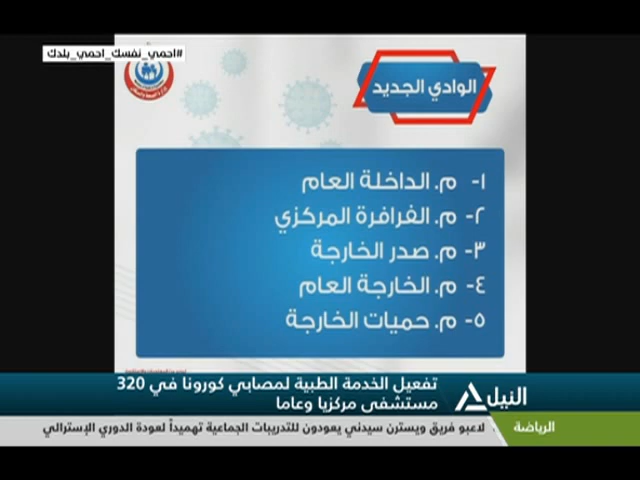 #احمي_نفسك_احمي_بلدك
الوادي الجديد
١- م. الداخلة العام
٢- م. الفرافرة المركزي
٣- م. صدر الخارجة
٤- م. الخارجة العام
٥- م. حميات الخارجة
تفعيل الخدمة الطبية لمصابي كورونا في 320
مستشفى مركزيا وعاما
النيل
الرياضة
لاعبو فريق ويسترن سيدني يعودون للتدريبات الجماعية تمهيداً لعودة الدوري الإسترالي